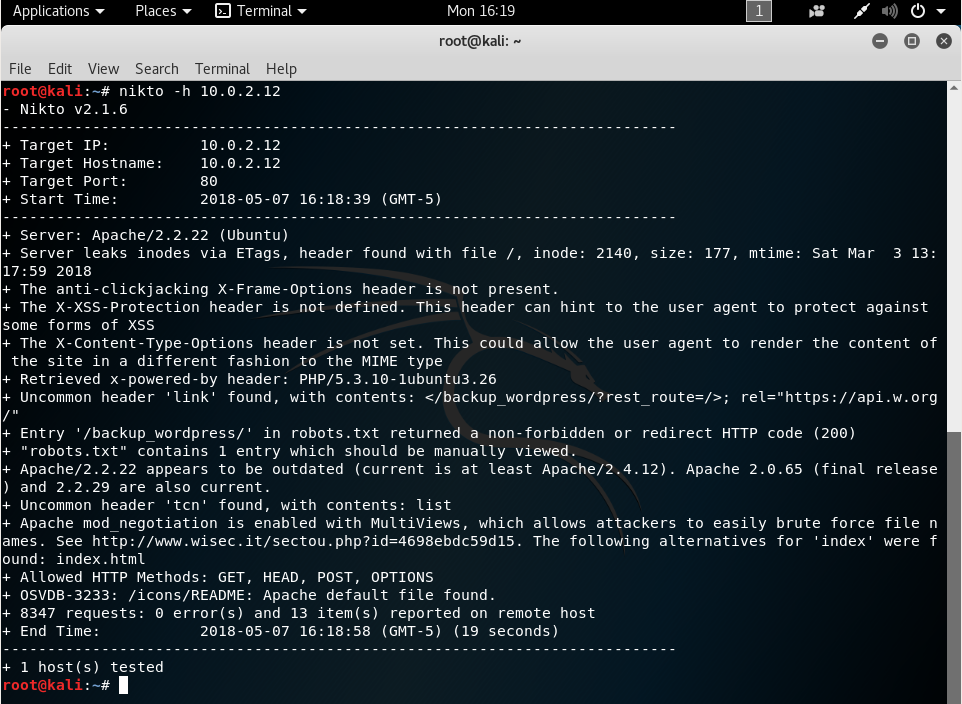 Applications Places Terminal Mon 16:19 1
root@kali: ~
File Edit View Search Terminal Help
root@kali:~# nikto -h 10.0.2.12
- Nikto v2.1.6
---------------------------------------------------------------------------
+ Target IP:          10.0.2.12
+ Target Hostname:    10.0.2.12
+ Target Port:        80
+ Start Time:         2018-05-07 16:18:39 (GMT-5)
---------------------------------------------------------------------------
+ Server: Apache/2.2.22 (Ubuntu)
+ Server leaks inodes via ETags, header found with file /, inode: 2140, size: 177, mtime: Sat Mar  3 13:
17:59 2018
+ The anti-clickjacking X-Frame-Options header is not present.
+ The X-XSS-Protection header is not defined. This header can hint to the user agent to protect against
some forms of XSS
+ The X-Content-Type-Options header is not set. This could allow the user agent to render the content of
 the site in a different fashion to the MIME type
+ Retrieved x-powered-by header: PHP/5.3.10-1ubuntu3.26
+ Uncommon header 'link' found, with contents: </backup_wordpress/?rest_route=/>; rel="https://api.w.org
/"
+ Entry '/backup_wordpress/' in robots.txt returned a non-forbidden or redirect HTTP code (200)
+ "robots.txt" contains 1 entry which should be manually viewed.
+ Apache/2.2.22 appears to be outdated (current is at least Apache/2.4.12). Apache 2.0.65 (final release
) and 2.2.29 are also current.
+ Uncommon header 'tcn' found, with contents: list
+ Apache mod_negotiation is enabled with MultiViews, which allows attackers to easily brute force file n
ames. See http://www.wisec.it/sectou.php?id=4698ebdc59d15. The following alternatives for 'index' were f
ound: index.html
+ Allowed HTTP Methods: GET, HEAD, POST, OPTIONS
+ OSVDB-3233: /icons/README: Apache default file found.
+ 8347 requests: 0 error(s) and 13 item(s) reported on remote host
+ End Time:           2018-05-07 16:18:58 (GMT-5) (19 seconds)
---------------------------------------------------------------------------
+ 1 host(s) tested
root@kali:~#